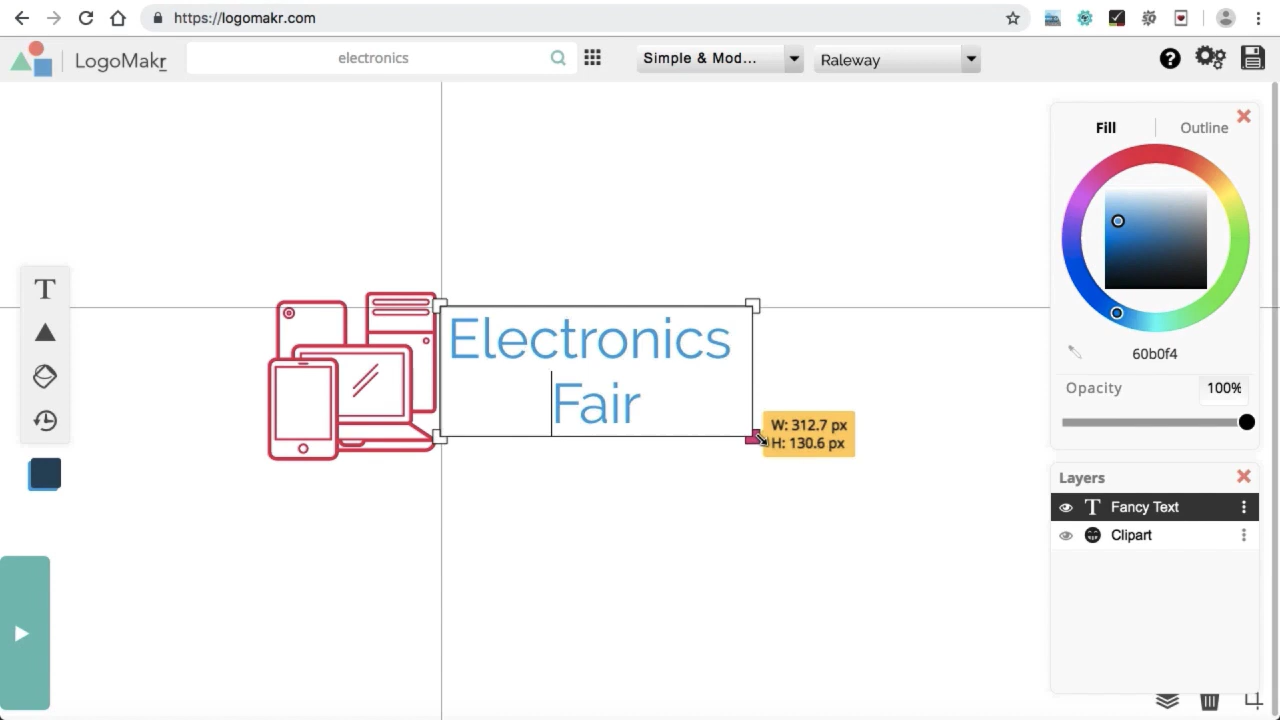 https://logomakr.com
LogoMakr
electronics
Simple & Mod...
Raleway
Fill
Outline
Electronics
Fair
W: 312.7 px
H: 130.6 px
60b0f4
Opacity
100%
Layers
T Fancy Text
Clipart
T